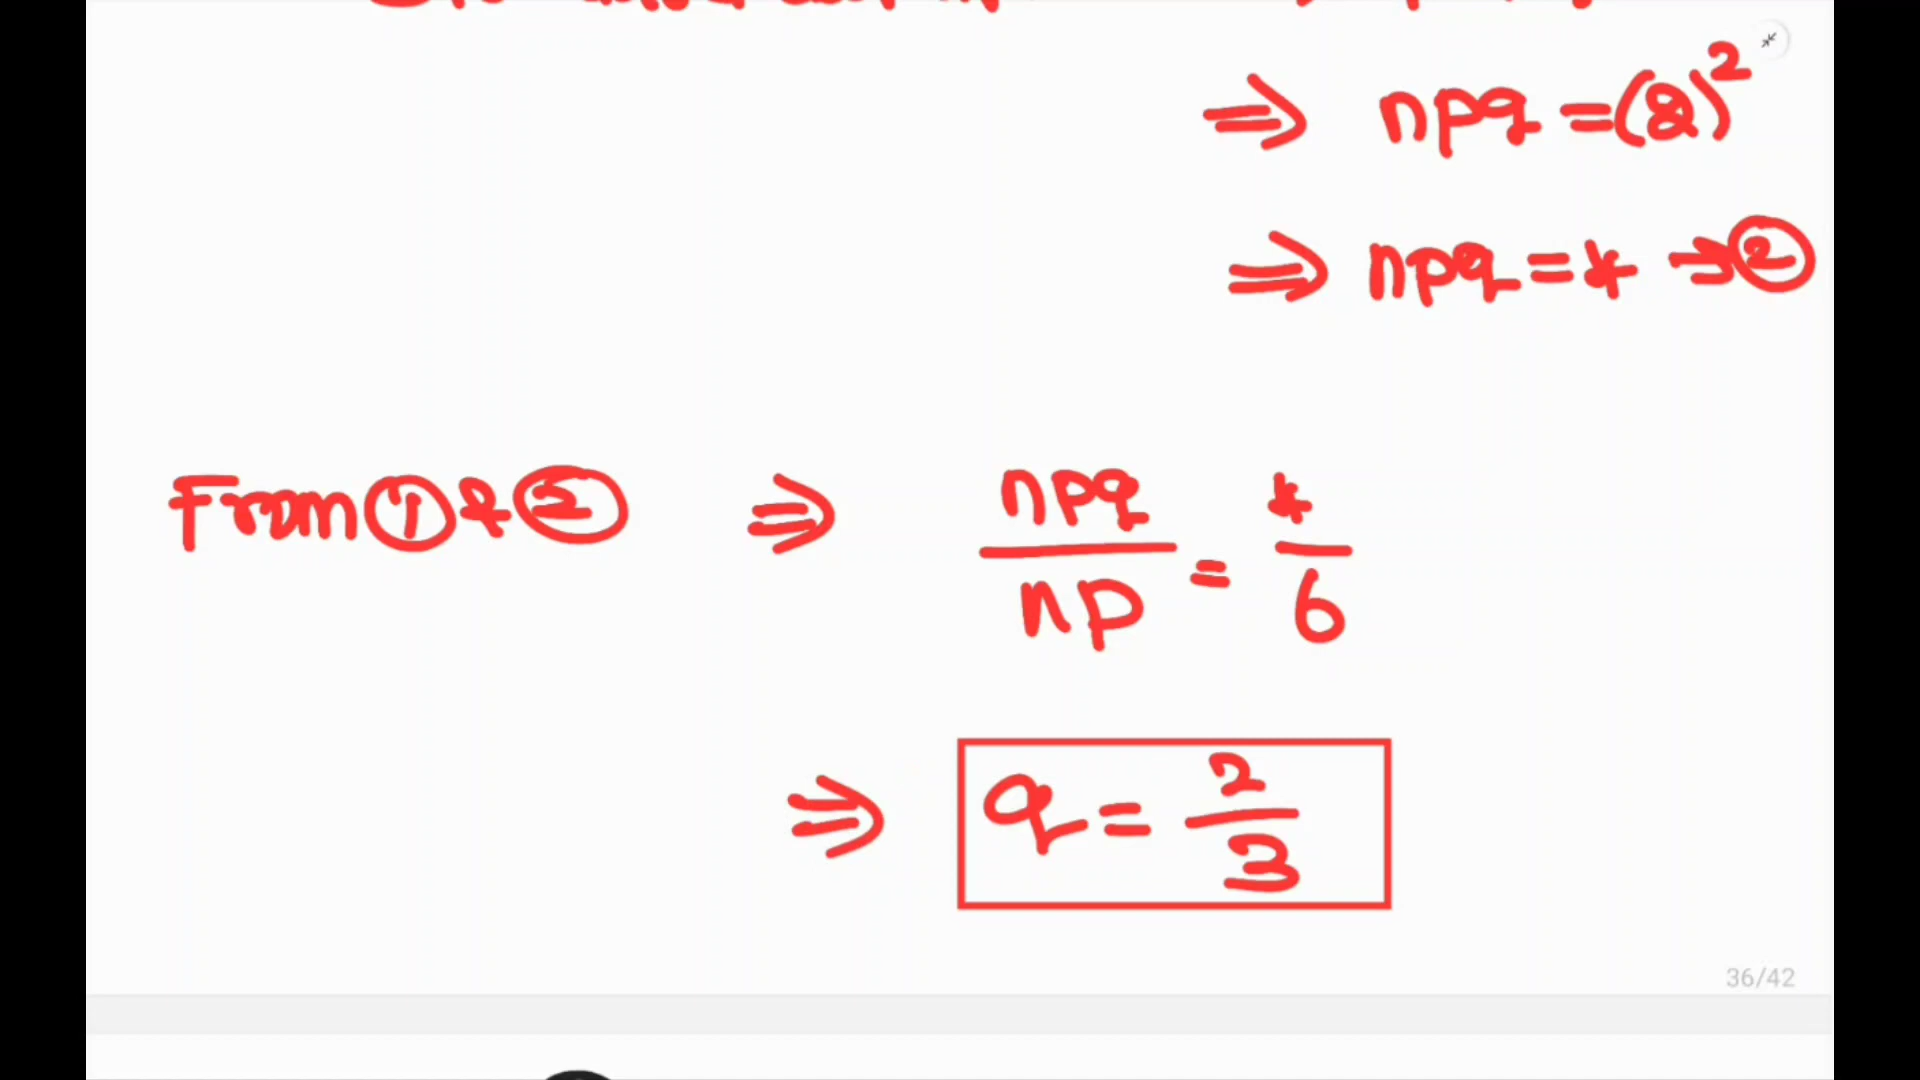 ⇒ npq = (2)²
⇒ npq = 4 → ②
From ① & ② ⇒ npq/np = 4/6
⇒ q = 2/3
36/42